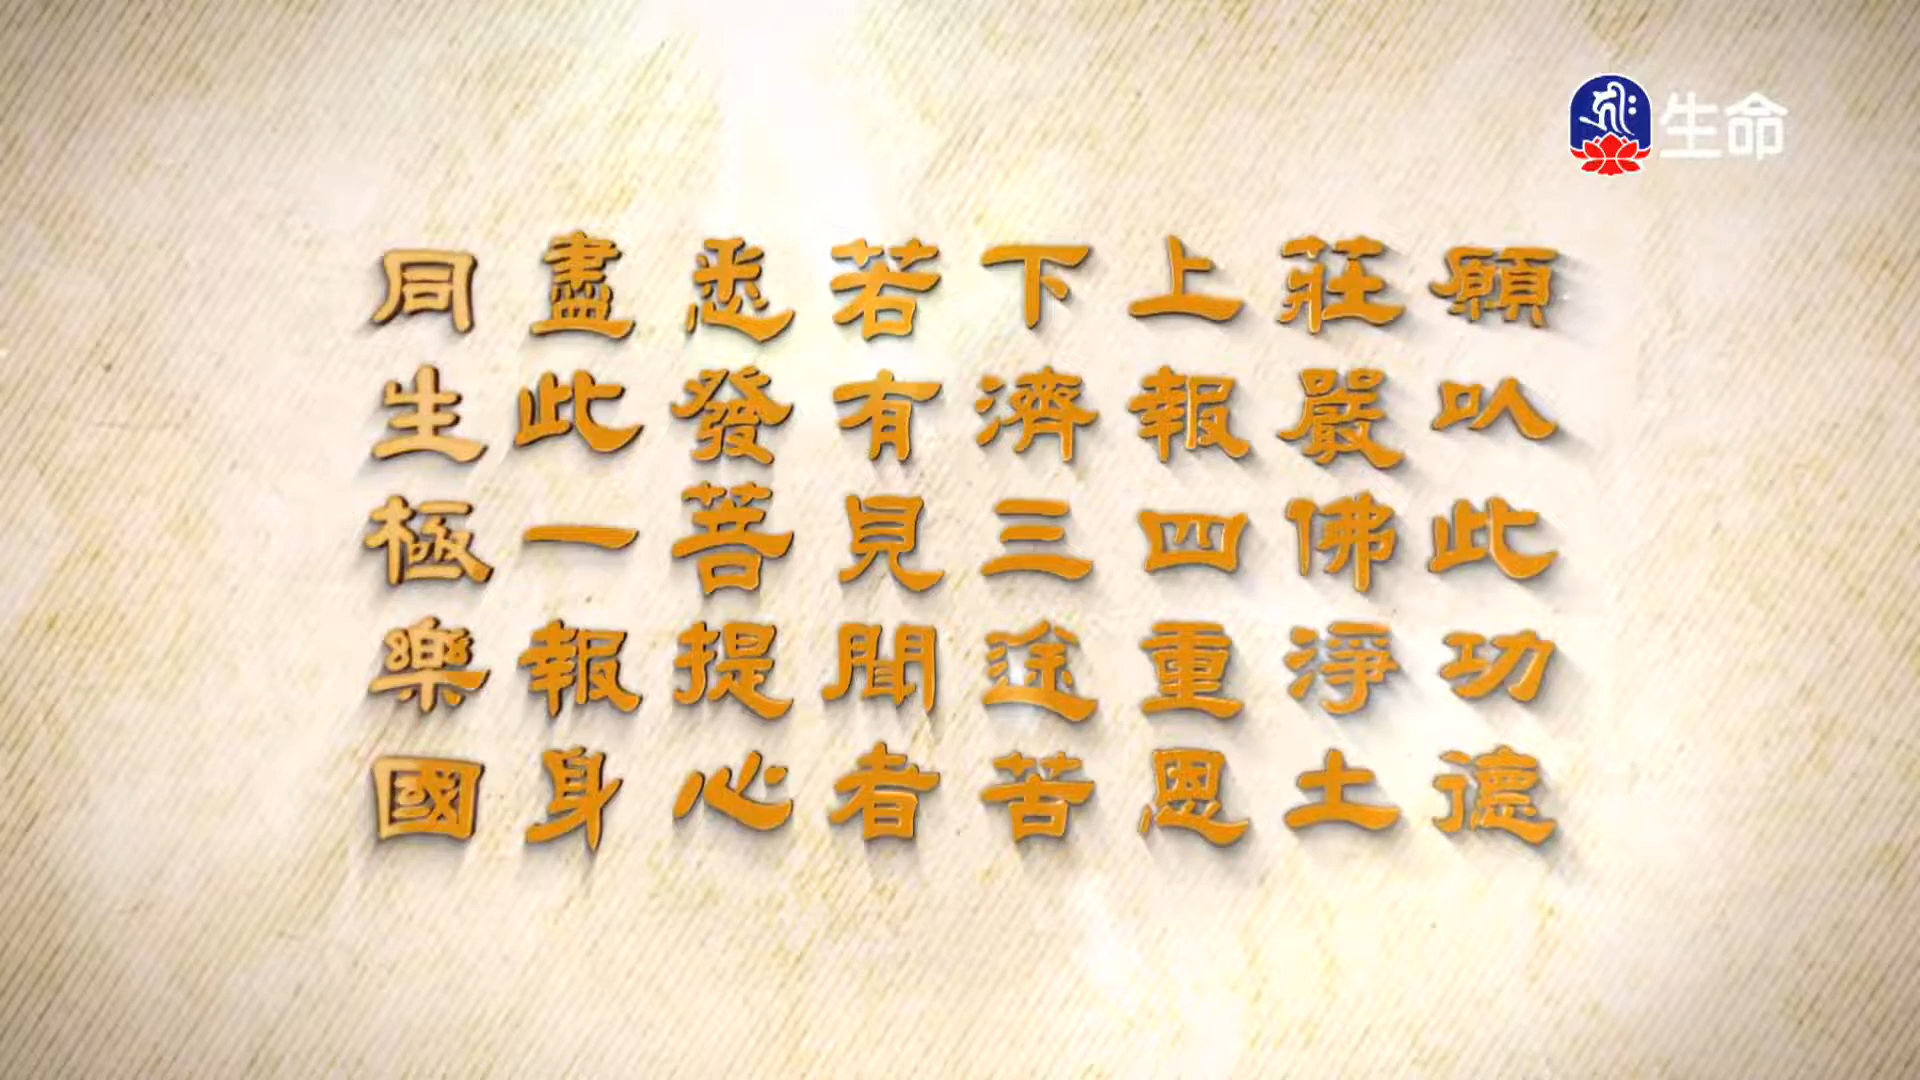 生命
願以此功德
莊嚴佛淨土
上報四重恩
下濟三途苦
若有見聞者
悉發菩提心
盡此一報身
同生極樂國